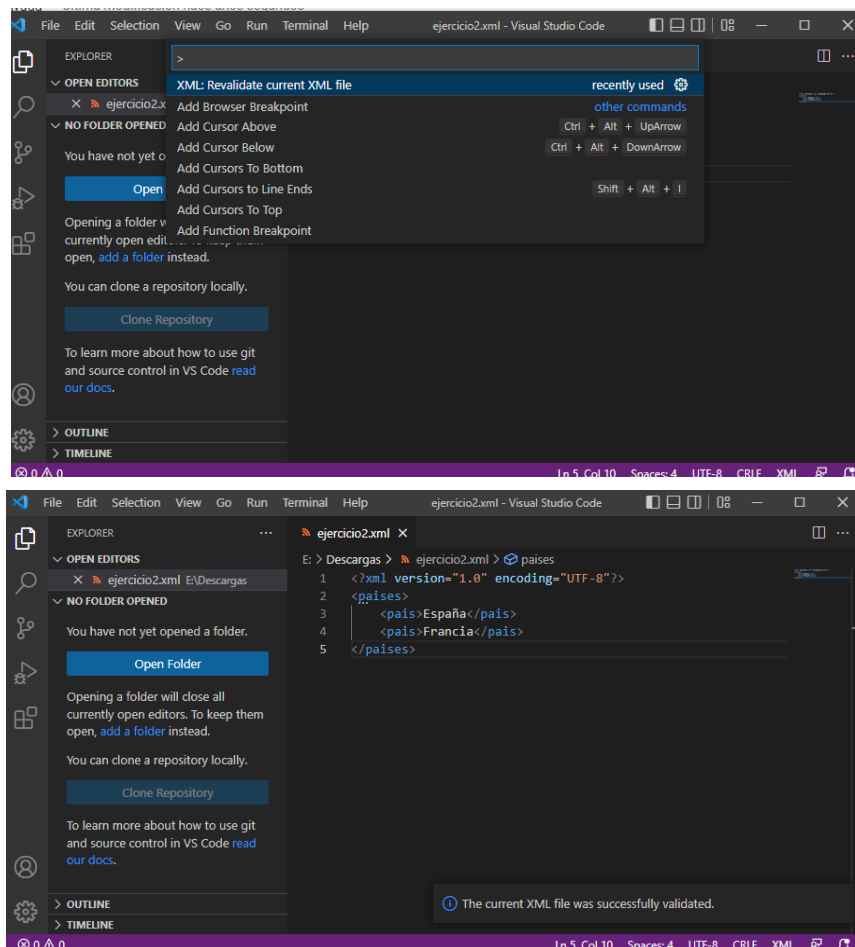 File Edit Selection View Go Run Terminal Help ejercicio2.xml - Visual Studio Code
EXPLORER
>
OPEN EDITORS
XML: Revalidate current XML file recently used
ejercicio2.x
Add Browser Breakpoint other commands
NO FOLDER OPENED
Add Cursor Above Ctrl + Alt + UpArrow
Add Cursor Below Ctrl + Alt + DownArrow
You have not yet o
Add Cursors To Bottom
Open
Add Cursors to Line Ends Shift + Alt + I
Add Cursors To Top
Opening a folder w
Add Function Breakpoint
currently open edit
open, add a folder instead.
You can clone a repository locally.
Clone Repository
To learn more about how to use git
and source control in VS Code read
our docs.
> OUTLINE
> TIMELINE
0 0 Ln 5, Col 10 Spaces: 4 UTF-8 CRLF XML
File Edit Selection View Go Run Terminal Help ejercicio2.xml - Visual Studio Code
EXPLORER ... ejercicio2.xml
OPEN EDITORS
E: > Descargas > ejercicio2.xml > paises
ejercicio2.xml E:\Descargas
1 <?xml version="1.0" encoding="UTF-8"?>
NO FOLDER OPENED
2 <paises>
3 <pais>España</pais>
You have not yet opened a folder.
4 <pais>Francia</pais>
5 </paises>
Open Folder
Opening a folder will close all
currently open editors. To keep them
open, add a folder instead.
You can clone a repository locally.
Clone Repository
To learn more about how to use git
and source control in VS Code read
our docs.
> OUTLINE
The current XML file was successfully validated.
> TIMELINE
0 0 Ln 5, Col 10 Spaces: 4 UTF-8 CRLF XML